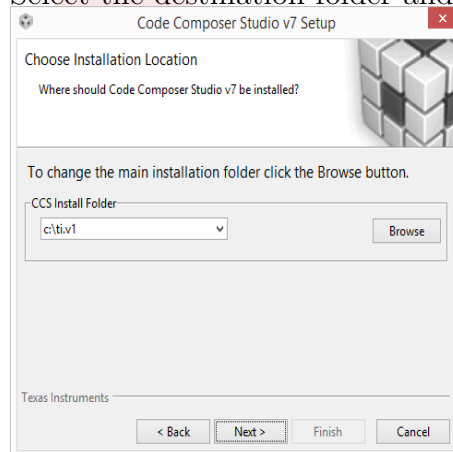 Select the destination folder and
Code Composer Studio v7 Setup
Choose Installation Location
Where should Code Composer Studio v7 be installed?
To change the main installation folder click the Browse button.
CCS Install Folder
c:\ti.v1
Browse
Texas Instruments
< Back Next > Finish Cancel